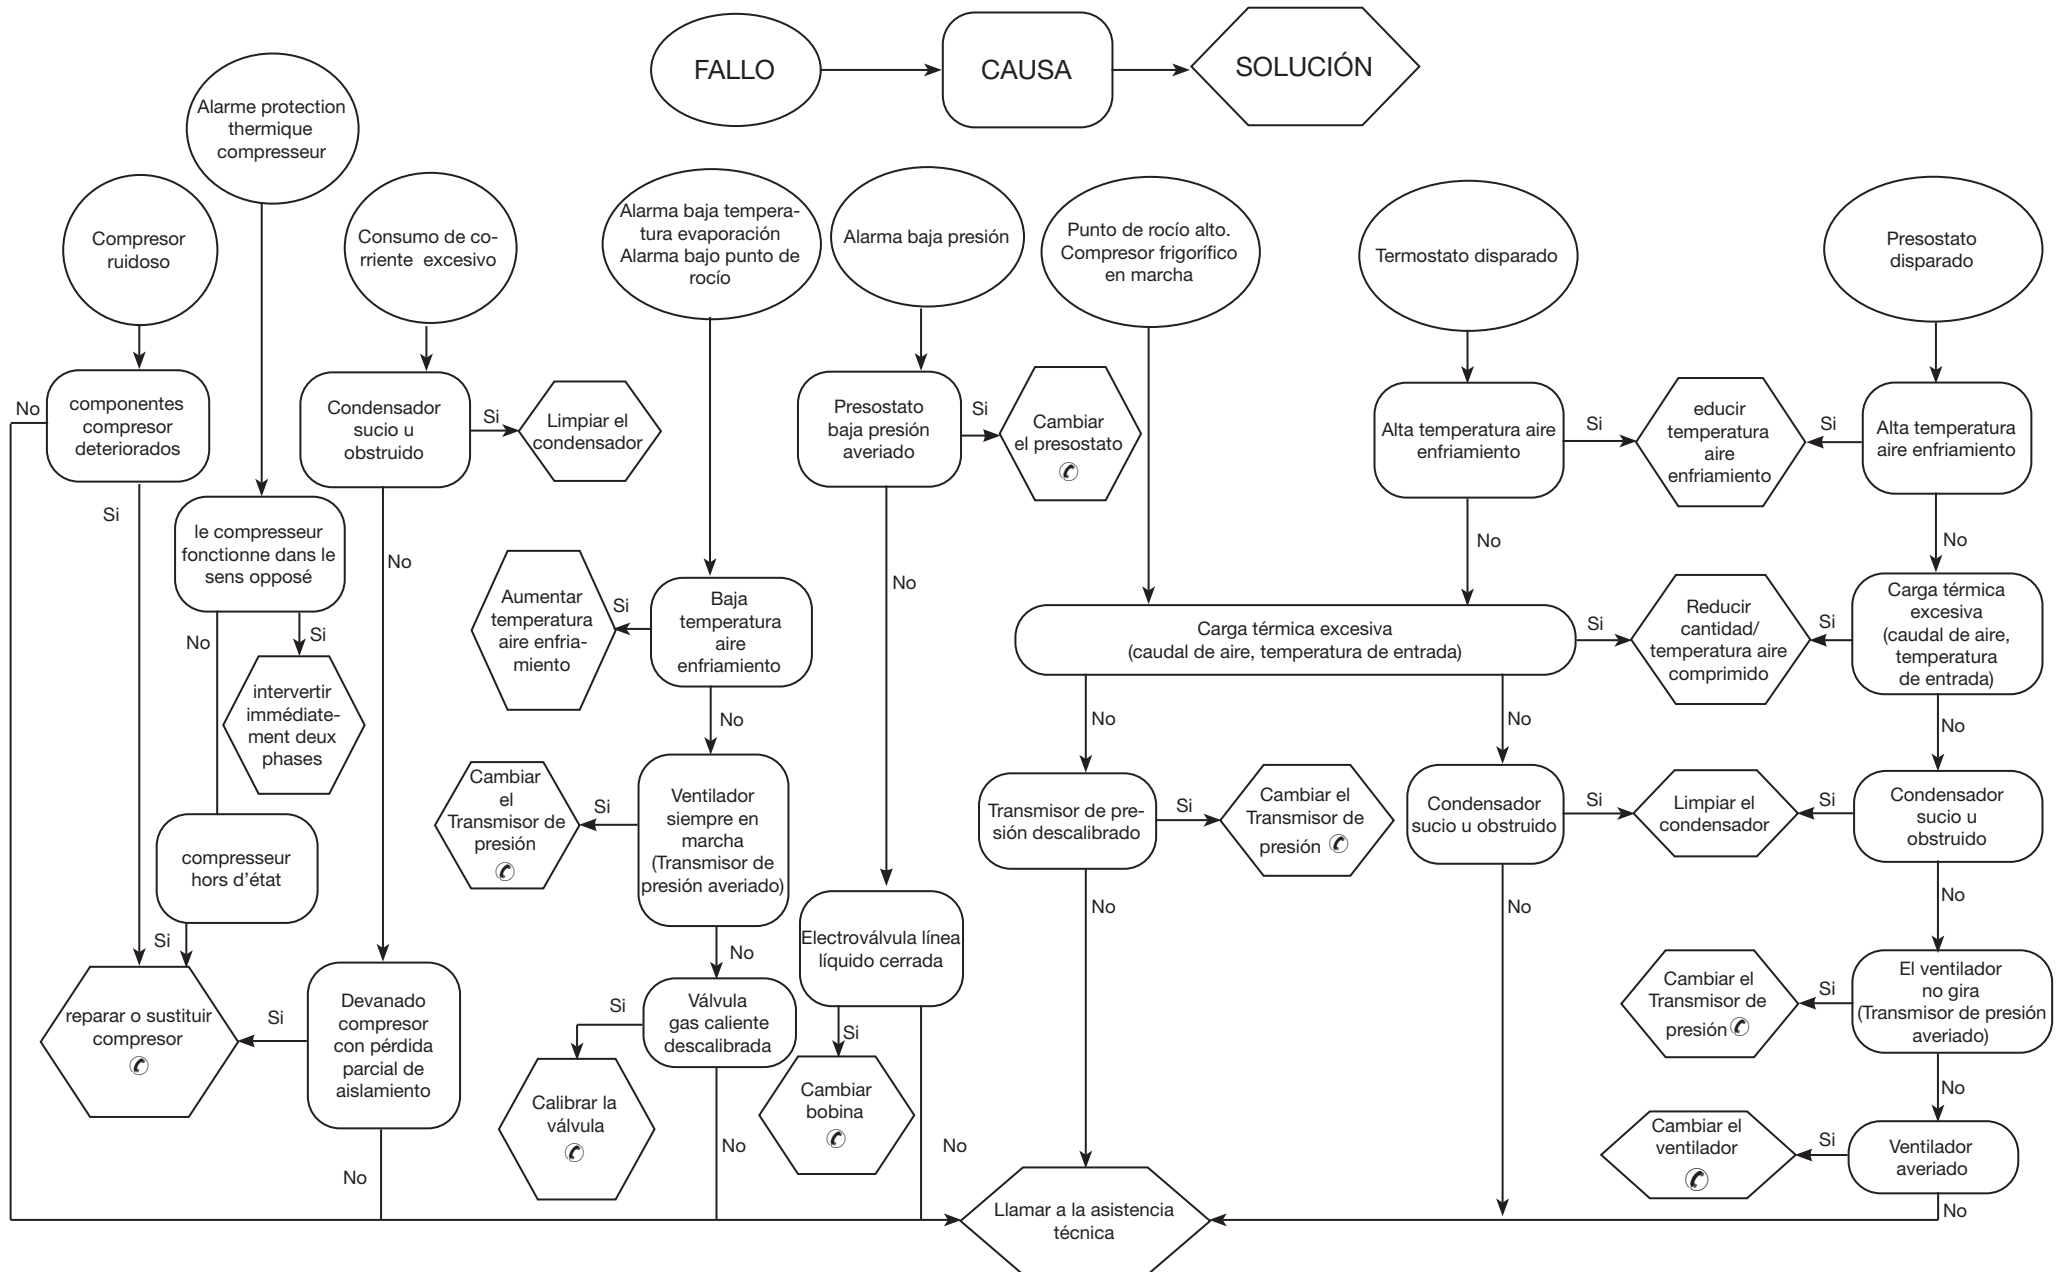 FALLO
CAUSA
SOLUCIÓN
Alarme protection
thermique
compresseur
Compresor
ruidoso
Consumo de co-
rriente excesivo
Alarma baja tempera-
tura evaporación
Alarma bajo punto de
rocío
Alarma baja presión
Punto de rocío alto.
Compresor frigorífico
en marcha
Termostato disparado
Presostato
disparado
No
componentes
compresor
deteriorados
Si
Condensador
sucio u
obstruido
Si
Limpiar el
condensador
No
le compresseur
fonctionne dans le
sens opposé
No
Si
intervertir
immédiate-
ment deux
phases
compresseur
hors d'état
Si
reparar o sustituir
compresor
Si
Devanado
compresor
con pérdida
parcial de
aislamiento
No
Aumentar
temperatura
aire enfria-
miento
Si
Baja
temperatura
aire
enfriamiento
No
Cambiar
el
Transmisor de
presión
Si
Ventilador
siempre en
marcha
(Transmisor de
presión averiado)
No
Si
Válvula
gas caliente
descalibrada
Calibrar la
válvula
No
Presostato
baja presión
averiado
Si
Cambiar
el presostato
No
Electroválvula línea
líquido cerrada
Si
Cambiar
bobina
No
Alta temperatura aire
enfriamiento
Si
educir
temperatura
aire
enfriamiento
Si
Alta temperatura
aire enfriamiento
No
No
Carga térmica excesiva
(caudal de aire, temperatura de entrada)
Si
Reducir
cantidad/
temperatura aire
comprimido
Si
Carga térmica
excesiva
(caudal de aire,
temperatura
de entrada)
No
No
No
Transmisor de pre-
sión descalibrado
Si
Cambiar el
Transmisor de
presión
Condensador
sucio u obstruido
Si
Limpiar el
condensador
Si
Condensador
sucio u
obstruido
No
No
No
Cambiar el
Transmisor de
presión
Si
El ventilador
no gira
(Transmisor de presión
averiado)
No
Cambiar el
ventilador
Si
Ventilador
averiado
No
Llamar a la asistencia
técnica